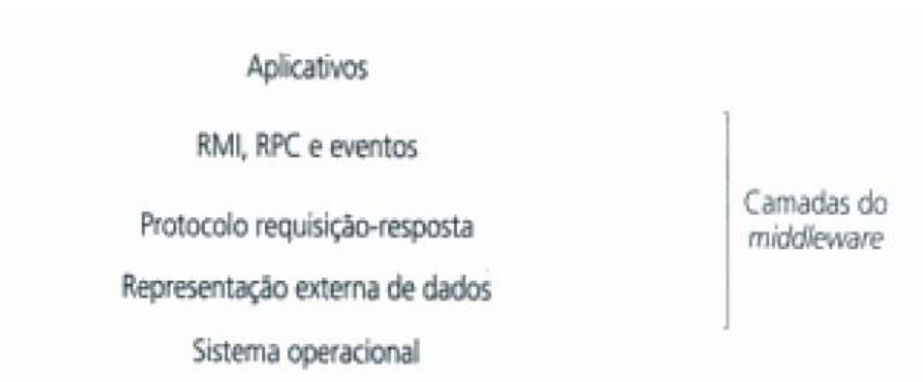 Aplicativos
RMI, RPC e eventos
Protocolo requisição-resposta
Representação externa de dados
Sistema operacional
Camadas do
middleware